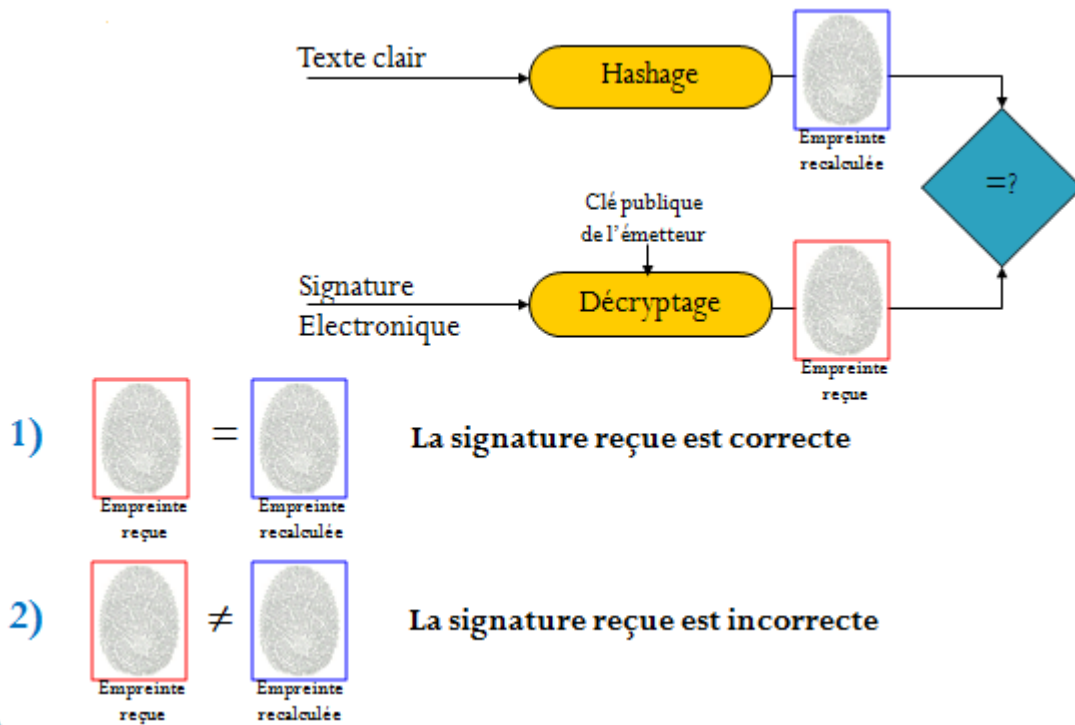 Texte clair
Hashage
Empreinte
recalculée
=?
Clé publique
de l'émetteur
Signature
Electronique
Décryptage
Empreinte
reçue
1)
=
La signature reçue est correcte
Empreinte
reçue
Empreinte
recalculée
2)
≠
La signature reçue est incorrecte
Empreinte
reçue
Empreinte
recalculée